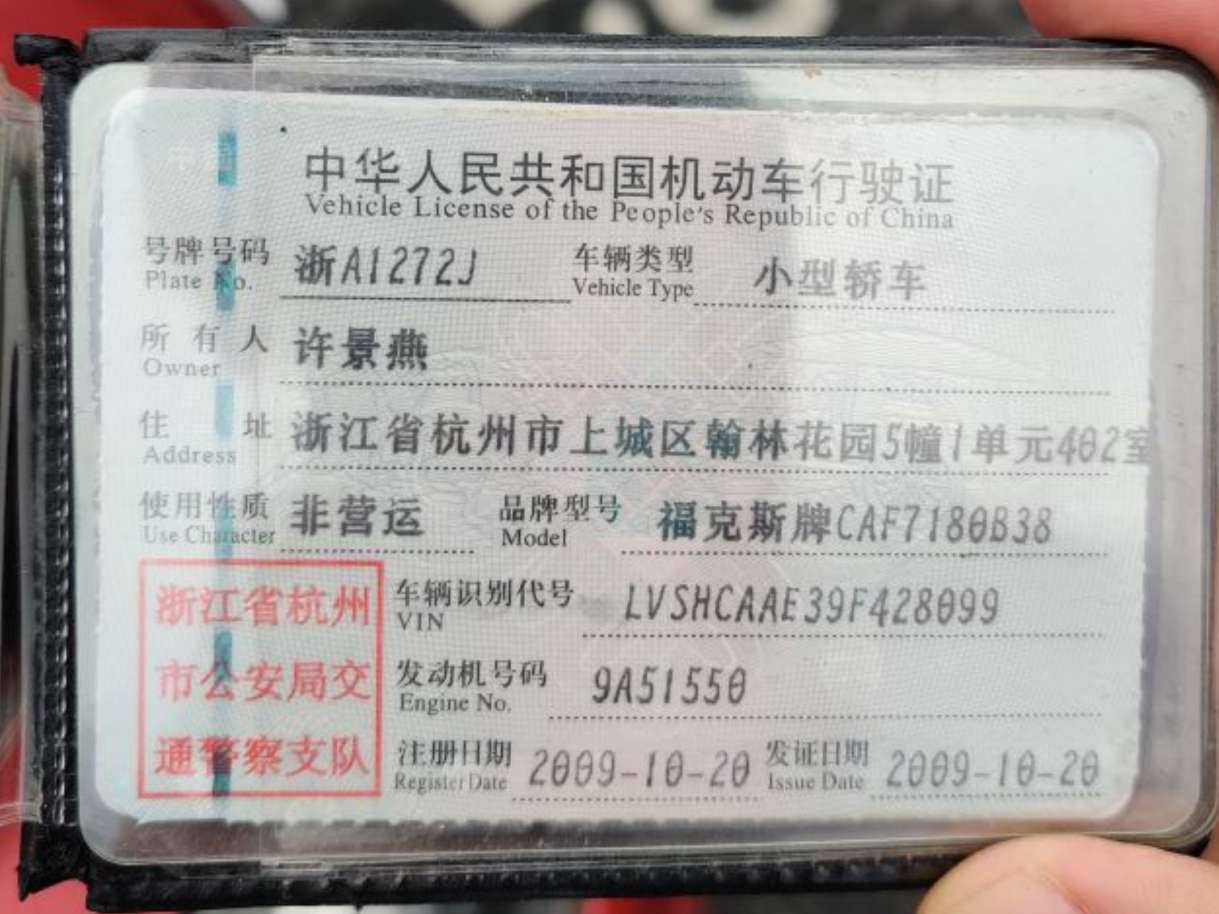 中华人民共和国机动车行驶证
Vehicle License of the People's Republic of China
号牌号码 浙A1272J 车辆类型 小型轿车
Plate No. Vehicle Type
所有人 许景燕
Owner
住址 浙江省杭州市上城区翰林花园5幢1单元402室
Address
使用性质 非营运 品牌型号 福克斯牌CAF7180B38
Use Character Model
浙江省杭州
市公安局交
通警察支队
车辆识别代号 LVSHCAAE39F428099
VIN
发动机号码 9A51550
Engine No.
注册日期 2009-10-20 发证日期 2009-10-20
Register Date Issue Date